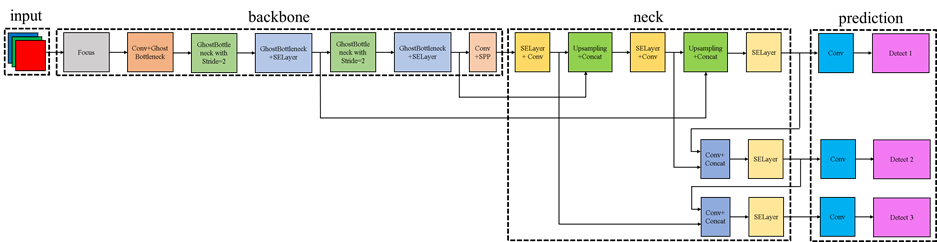 input
backbone
neck
prediction
Focus
Conv+Ghost
Bottleneck
GhostBottle
neck with
Stride=2
GhostBottleneck
+SELayer
GhostBottle
neck with
Stride=2
GhostBottleneck
+SELayer
Conv
+SPP
SELayer
+ Conv
Upsampling
+Concat
SELayer
+Conv
Upsampling
+Concat
SELayer
Conv
Detect 1
Conv+
Concat
SELayer
Conv
Detect 2
Conv+
Concat
SELayer
Conv
Detect 3